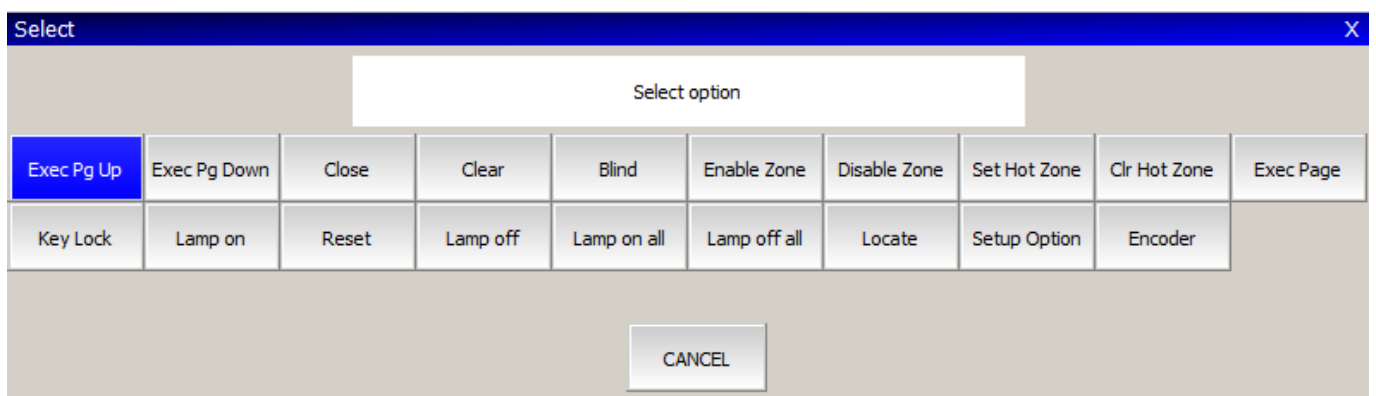 Select X
Select option
Exec Pg Up Exec Pg Down Close Clear Blind Enable Zone Disable Zone Set Hot Zone Clr Hot Zone Exec Page
Key Lock Lamp on Reset Lamp off Lamp on all Lamp off all Locate Setup Option Encoder
CANCEL